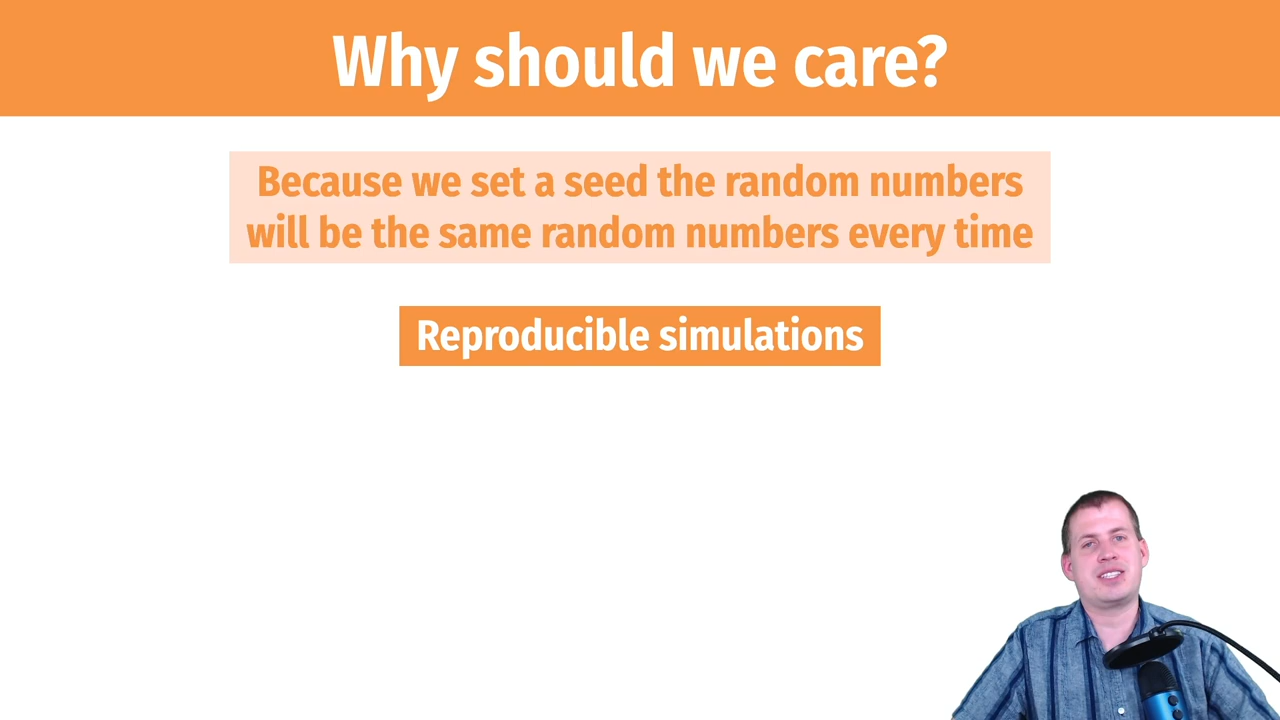 Why should we care?
Because we set a seed the random numbers
will be the same random numbers every time
Reproducible simulations